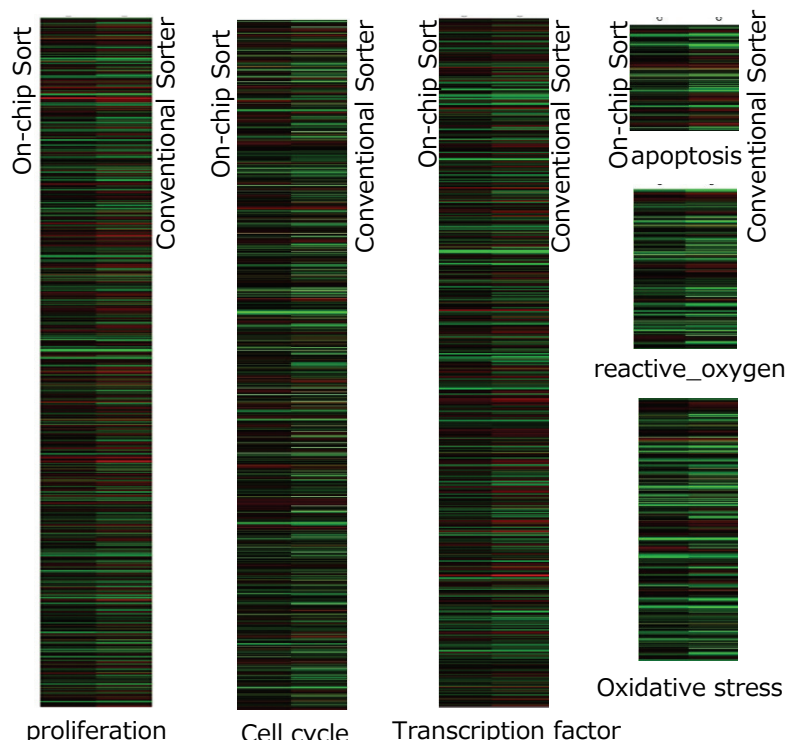 On-chip Sort
Conventional Sorter
proliferation
On-chip Sort
Conventional Sorter
Cell cycle
On-chip Sort
Conventional Sorter
Transcription factor
On-chip Sort
Conventional Sorter
apoptosis
reactive_oxygen
Oxidative stress